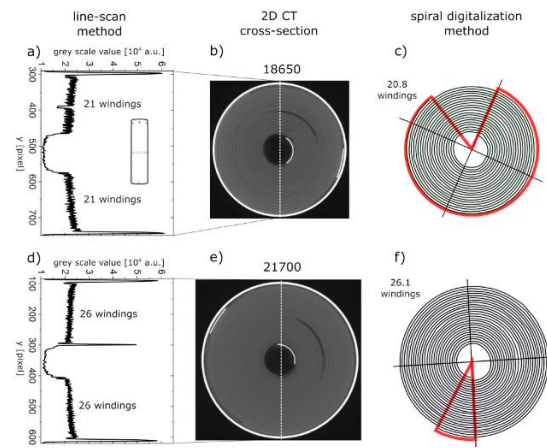 line-scan
method
2D CT
cross-section
spiral digitalization
method
a)
grey scale value [10⁴ a.u.]
1 2 3 4 5 6
300
400
500
600
700
Y [pixel]
21 windings
21 windings
b)
18650
c)
20.8
windings
d)
grey scale value [10⁴ a.u.]
1 2 3 4 5 6
100
200
300
400
500
600
Y [pixel]
26 windings
26 windings
e)
21700
f)
26.1
windings